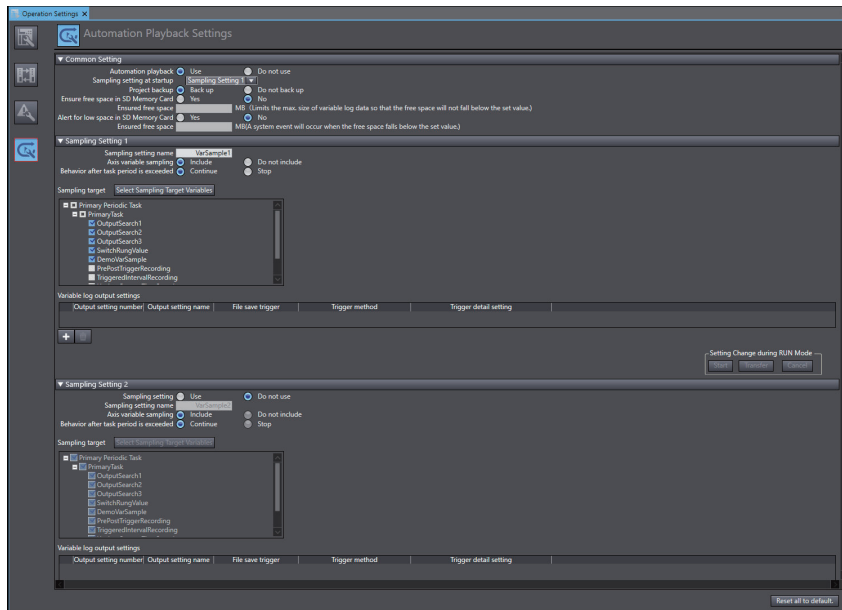 Operation Settings X
Automation Playback Settings
▼ Common Setting
Automation playback Use Do not use
Sampling setting at startup Sampling Setting 1 ▼
Project backup Back up Do not back up
Ensure free space in SD Memory Card Yes No
Ensured free space MB (Limits the max. size of variable log data so that the free space will not fall below the set value.)
Alert for low space in SD Memory Card Yes No
Ensured free space MB(A system event will occur when the free space falls below the set value.)
▼ Sampling Setting 1
Sampling setting name VarSample1
Axis variable sampling Include Do not include
Behavior after task period is exceeded Continue Stop
Sampling target Select Sampling Target Variables
Primary Periodic Task
PrimaryTask
OutputSearch1
OutputSearch2
OutputSearch3
SwitchRungValue
DemoVarSample
PrePostTriggerRecording
TriggeredIntervalRecording
Variable log output settings
Output setting number Output setting name File save trigger Trigger method Trigger detail setting
+
Setting Change during RUN Mode
Start Transfer Cancel
▼ Sampling Setting 2
Sampling setting Use Do not use
Sampling setting name VarSample2
Axis variable sampling Include Do not include
Behavior after task period is exceeded Continue Stop
Sampling target Select Sampling Target Variables
Primary Periodic Task
PrimaryTask
OutputSearch1
OutputSearch2
OutputSearch3
SwitchRungValue
DemoVarSample
PrePostTriggerRecording
TriggeredIntervalRecording
Variable log output settings
Output setting number Output setting name File save trigger Trigger method Trigger detail setting
Reset all to default.